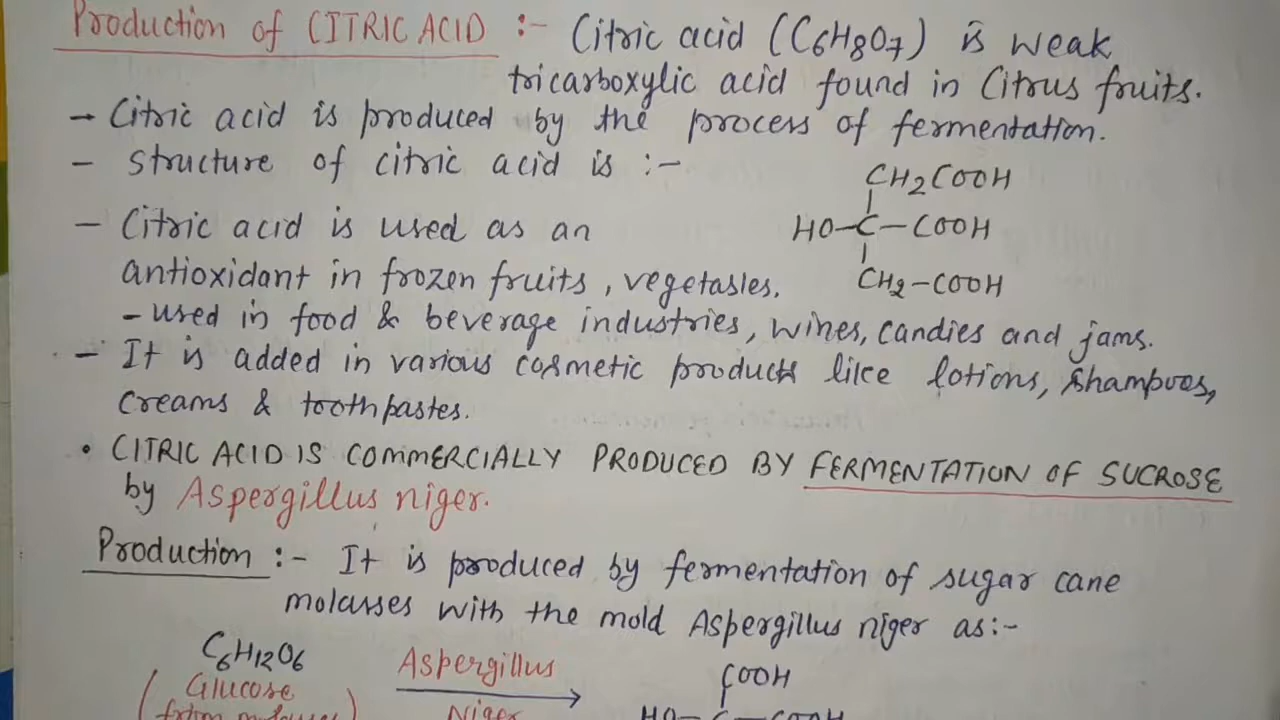 Production of CITRIC ACID :- Citric acid (C6H8O7) is weak
tricarboxylic acid found in Citrus fruits.
→ Citric acid is produced by the process of fermentation.
- Structure of citric acid is :-
CH2COOH
HO-C-COOH
CH2-COOH
- Citric acid is used as an
antioxidant in frozen fruits, vegetasles.
- used in food & beverage industries, wines, candies and jams.
- It is added in various cosmetic products like lotions, shampoos,
creams & toothpastes.
• CITRIC ACID IS COMMERCIALLY PRODUCED BY FERMENTATION OF SUCROSE
by Aspergillus niger.
Production :- It is produced by fermentation of sugar cane
molasses with the mold Aspergillus niger as:-
C6H12O6
(Glucose
from molasses)
Aspergillus
Niger
COOH
HO-C-COOH